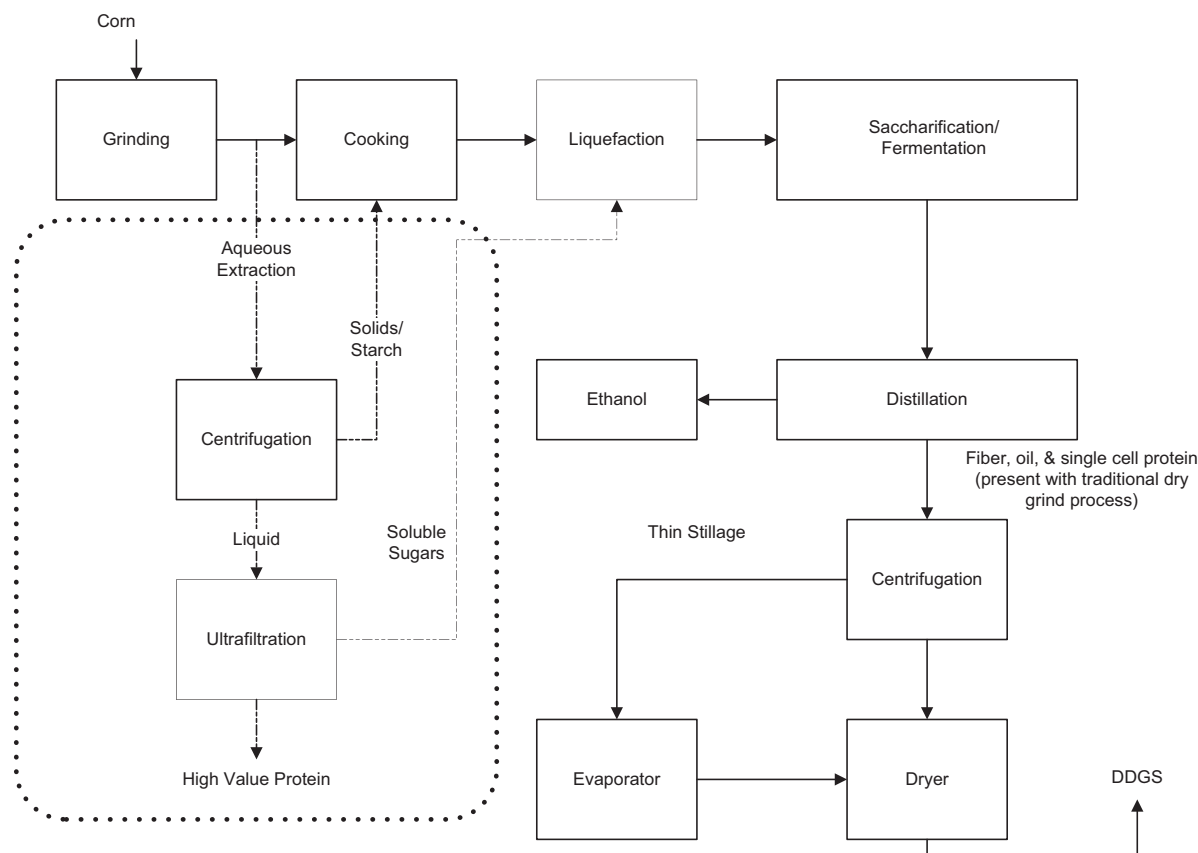 Corn
Grinding
Cooking
Liquefaction
Saccharification/
Fermentation
Aqueous
Extraction
Solids/
Starch
Ethanol
Distillation
Centrifugation
Fiber, oil, & single cell protein
(present with traditional dry
grind process)
Liquid
Soluble
Sugars
Thin Stillage
Centrifugation
Ultrafiltration
High Value Protein
Evaporator
Dryer
DDGS